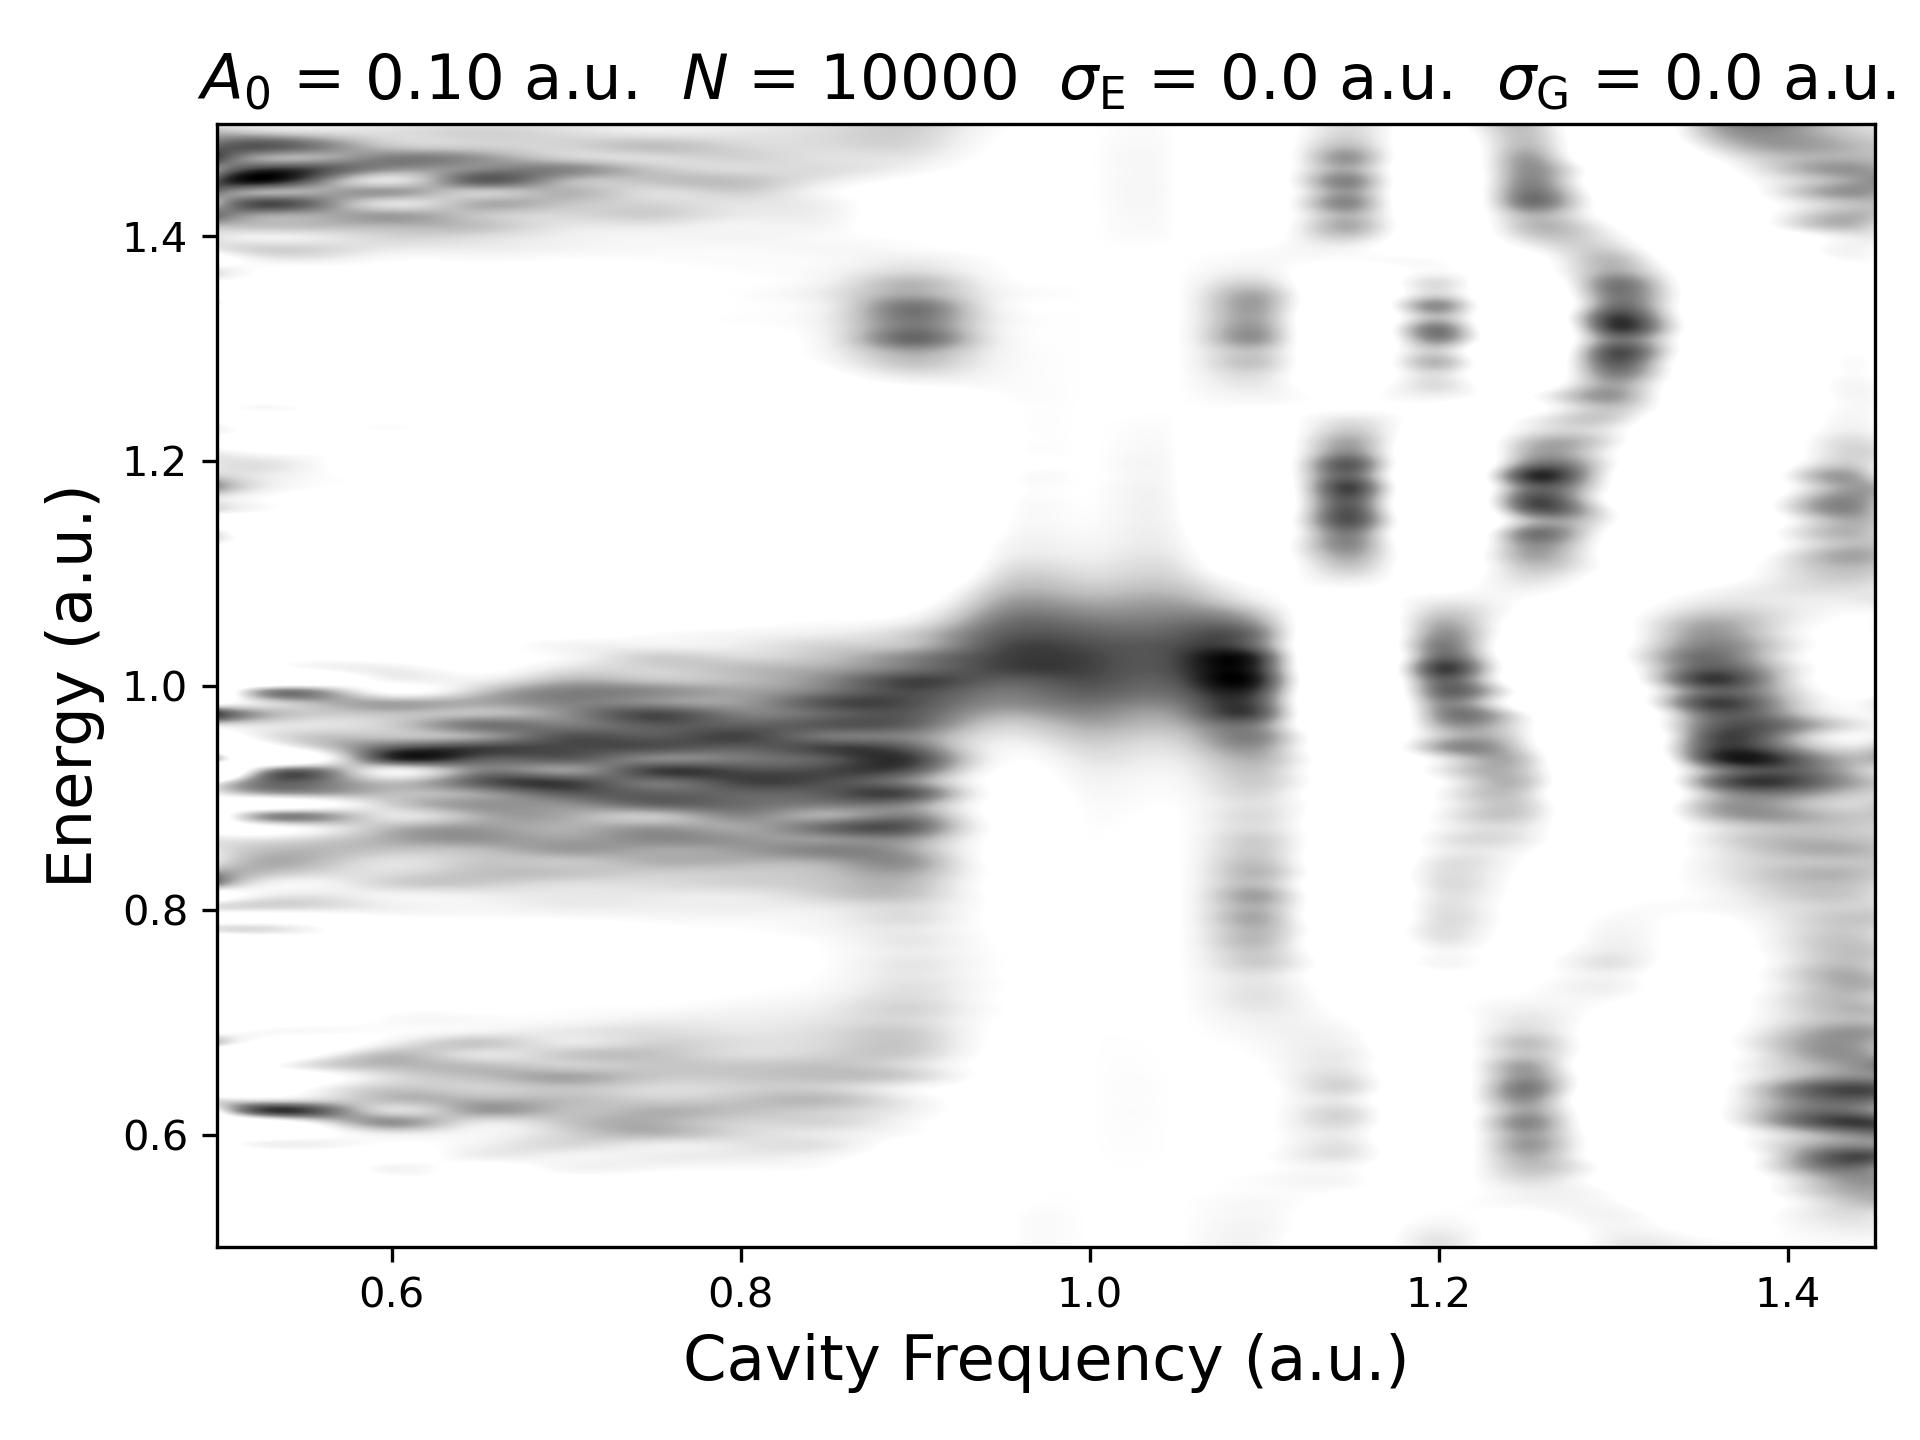 A₀ = 0.10 a.u. N = 10000 σE = 0.0 a.u. σG = 0.0 a.u.
1.4
1.2
1.0
0.8
0.6
Energy (a.u.)
0.6 0.8 1.0 1.2 1.4
Cavity Frequency (a.u.)